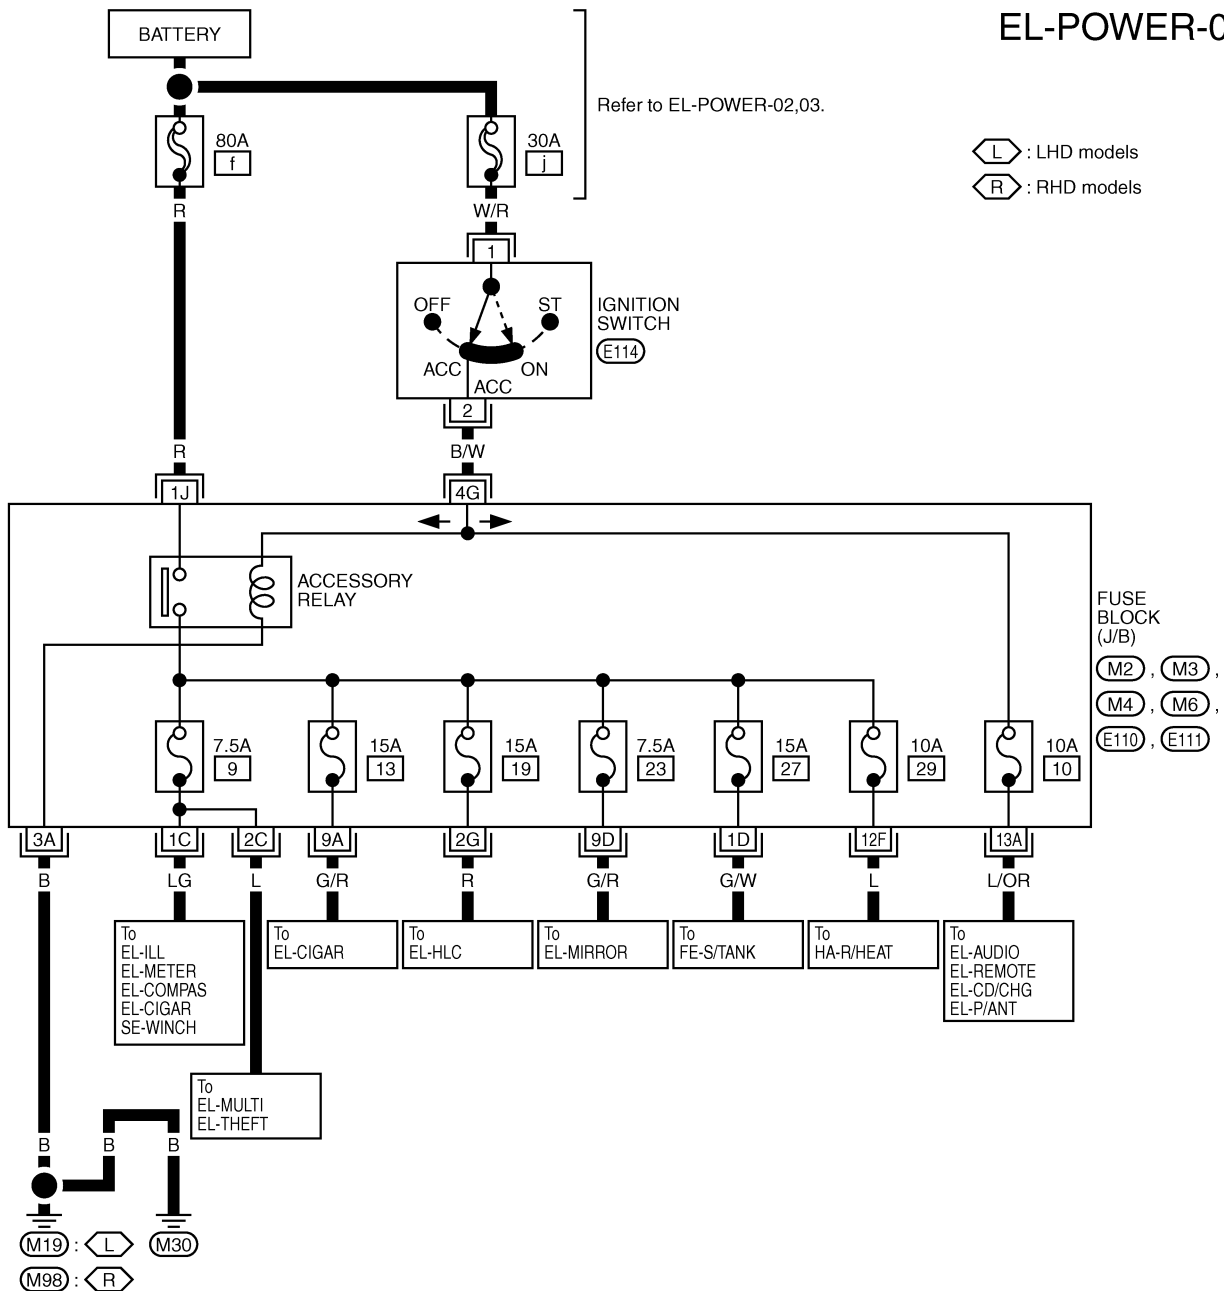 EL-POWER-0
BATTERY
Refer to EL-POWER-02,03.
80A
f
30A
j
L : LHD models
R : RHD models
R
W/R
1
OFF
ST
ACC
ON
ACC
IGNITION
SWITCH
E114
2
R
B/W
1J
4G
ACCESSORY
RELAY
FUSE
BLOCK
(J/B)
M2 , M3 ,
M4 , M6 ,
E110 , E111
7.5A
9
15A
13
15A
19
7.5A
23
15A
27
10A
29
10A
10
3A
1C
2C
9A
2G
9D
1D
12F
13A
B
LG
L
G/R
R
G/R
G/W
L
L/OR
To
EL-ILL
EL-METER
EL-COMPAS
EL-CIGAR
SE-WINCH
To
EL-CIGAR
To
EL-HLC
To
EL-MIRROR
To
FE-S/TANK
To
HA-R/HEAT
To
EL-AUDIO
EL-REMOTE
EL-CD/CHG
EL-P/ANT
To
EL-MULTI
EL-THEFT
B
B
B
M19 : L
M30
M98 : R